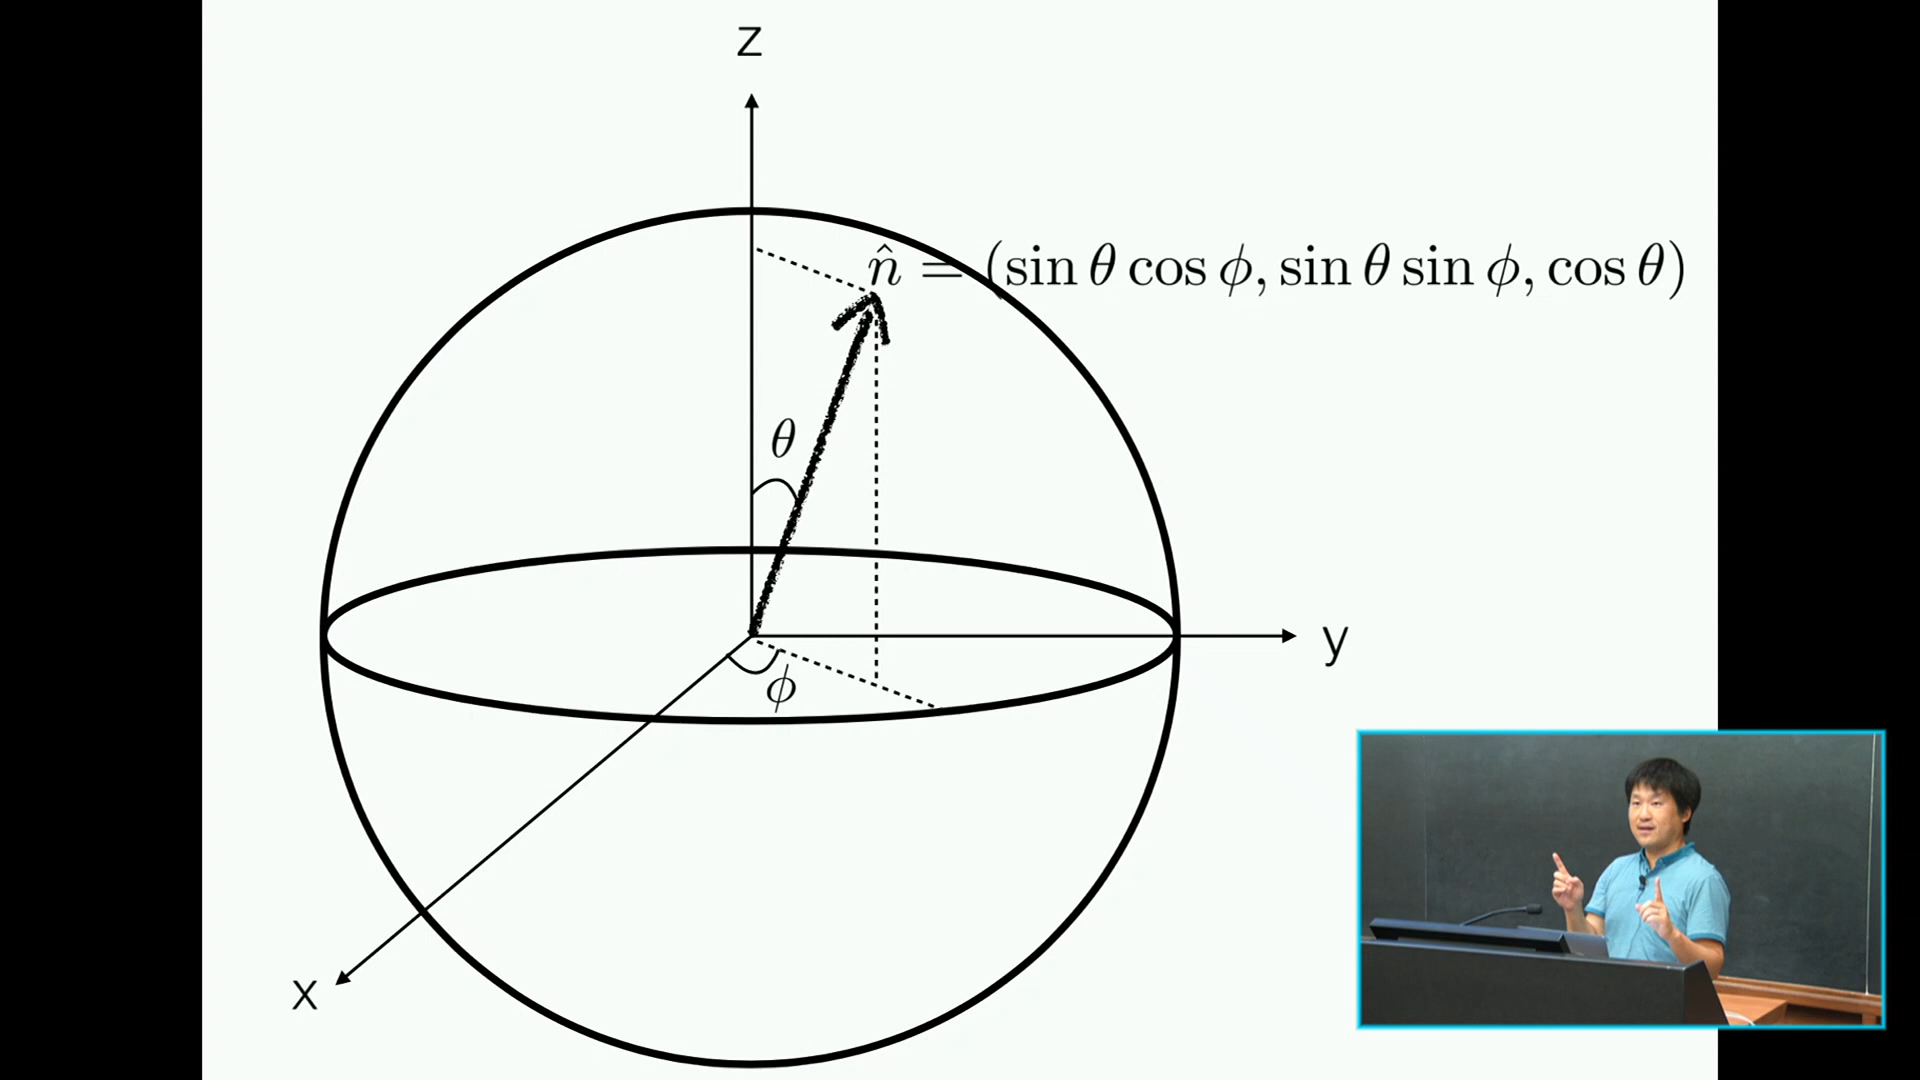 z
n̂ = (sin θ cos ϕ, sin θ sin ϕ, cos θ)
θ
y
ϕ
x